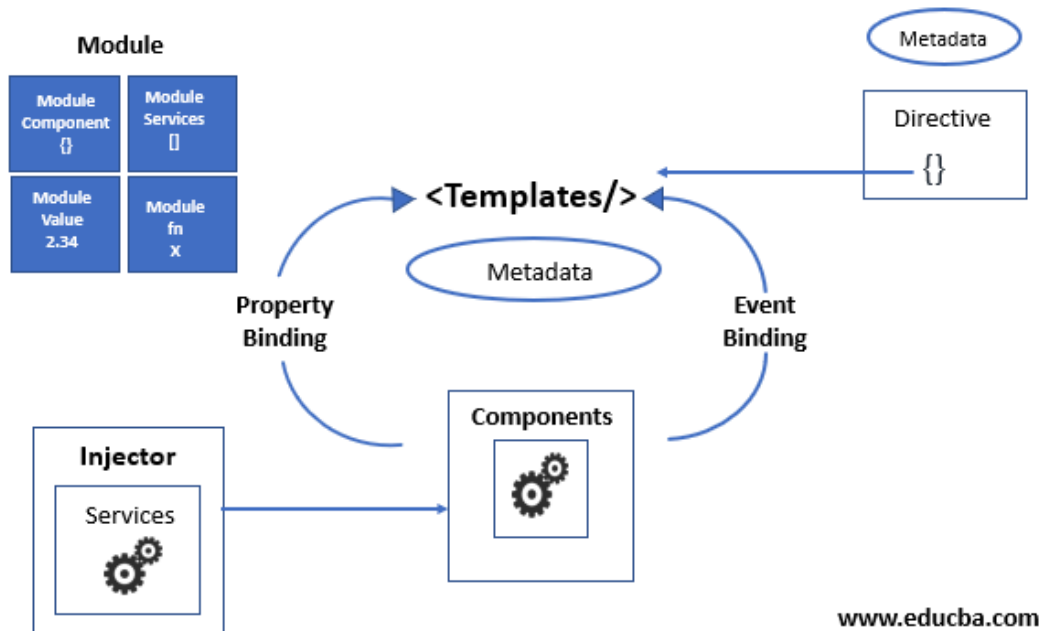 Module
Module
Component
{}
Module
Services
[]
Module
Value
2.34
Module
fn
X
Metadata
Directive
{}
<Templates/>
Metadata
Property
Binding
Event
Binding
Components
Injector
Services
www.educba.com